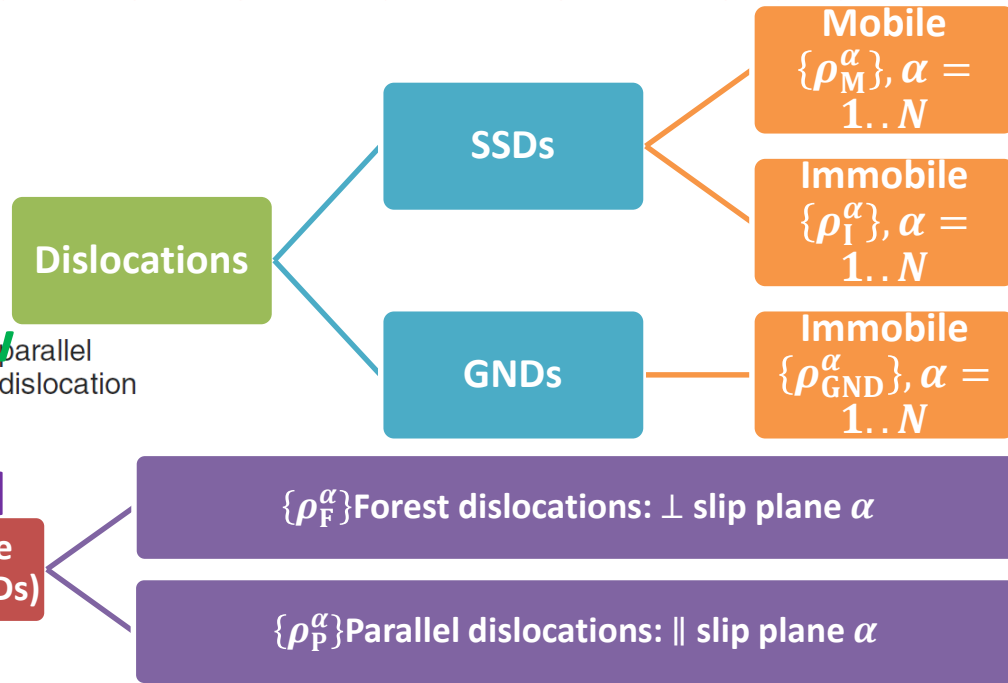 Mobile
{ρ_M^α}, α =
1.. N
SSDs
Immobile
{ρ_I^α}, α =
1.. N
Dislocations
parallel
dislocation
GNDs
Immobile
{ρ_GND^α}, α =
1.. N
{ρ_F^α}Forest dislocations: ⊥ slip plane α
{ρ_P^α}Parallel dislocations: ∥ slip plane α